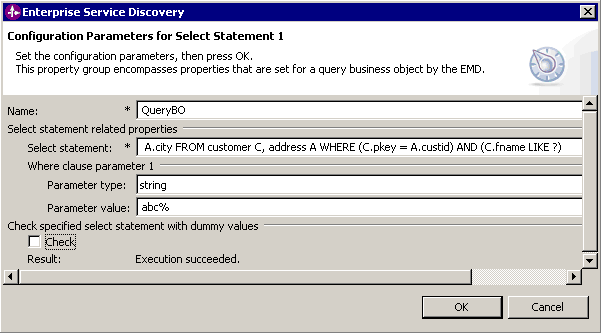 Enterprise Service Discovery
Configuration Parameters for Select Statement 1
Set the configuration parameters, then press OK.
This property group encompasses properties that are set for a query business object by the EMD.
Name: * QueryBO
Select statement related properties
Select statement: * A.city FROM customer C, address A WHERE (C.pkey = A.custid) AND (C.fname LIKE ?)
Where clause parameter 1
Parameter type: string
Parameter value: abc%
Check specified select statement with dummy values
Check
Result: Execution succeeded.
OK Cancel